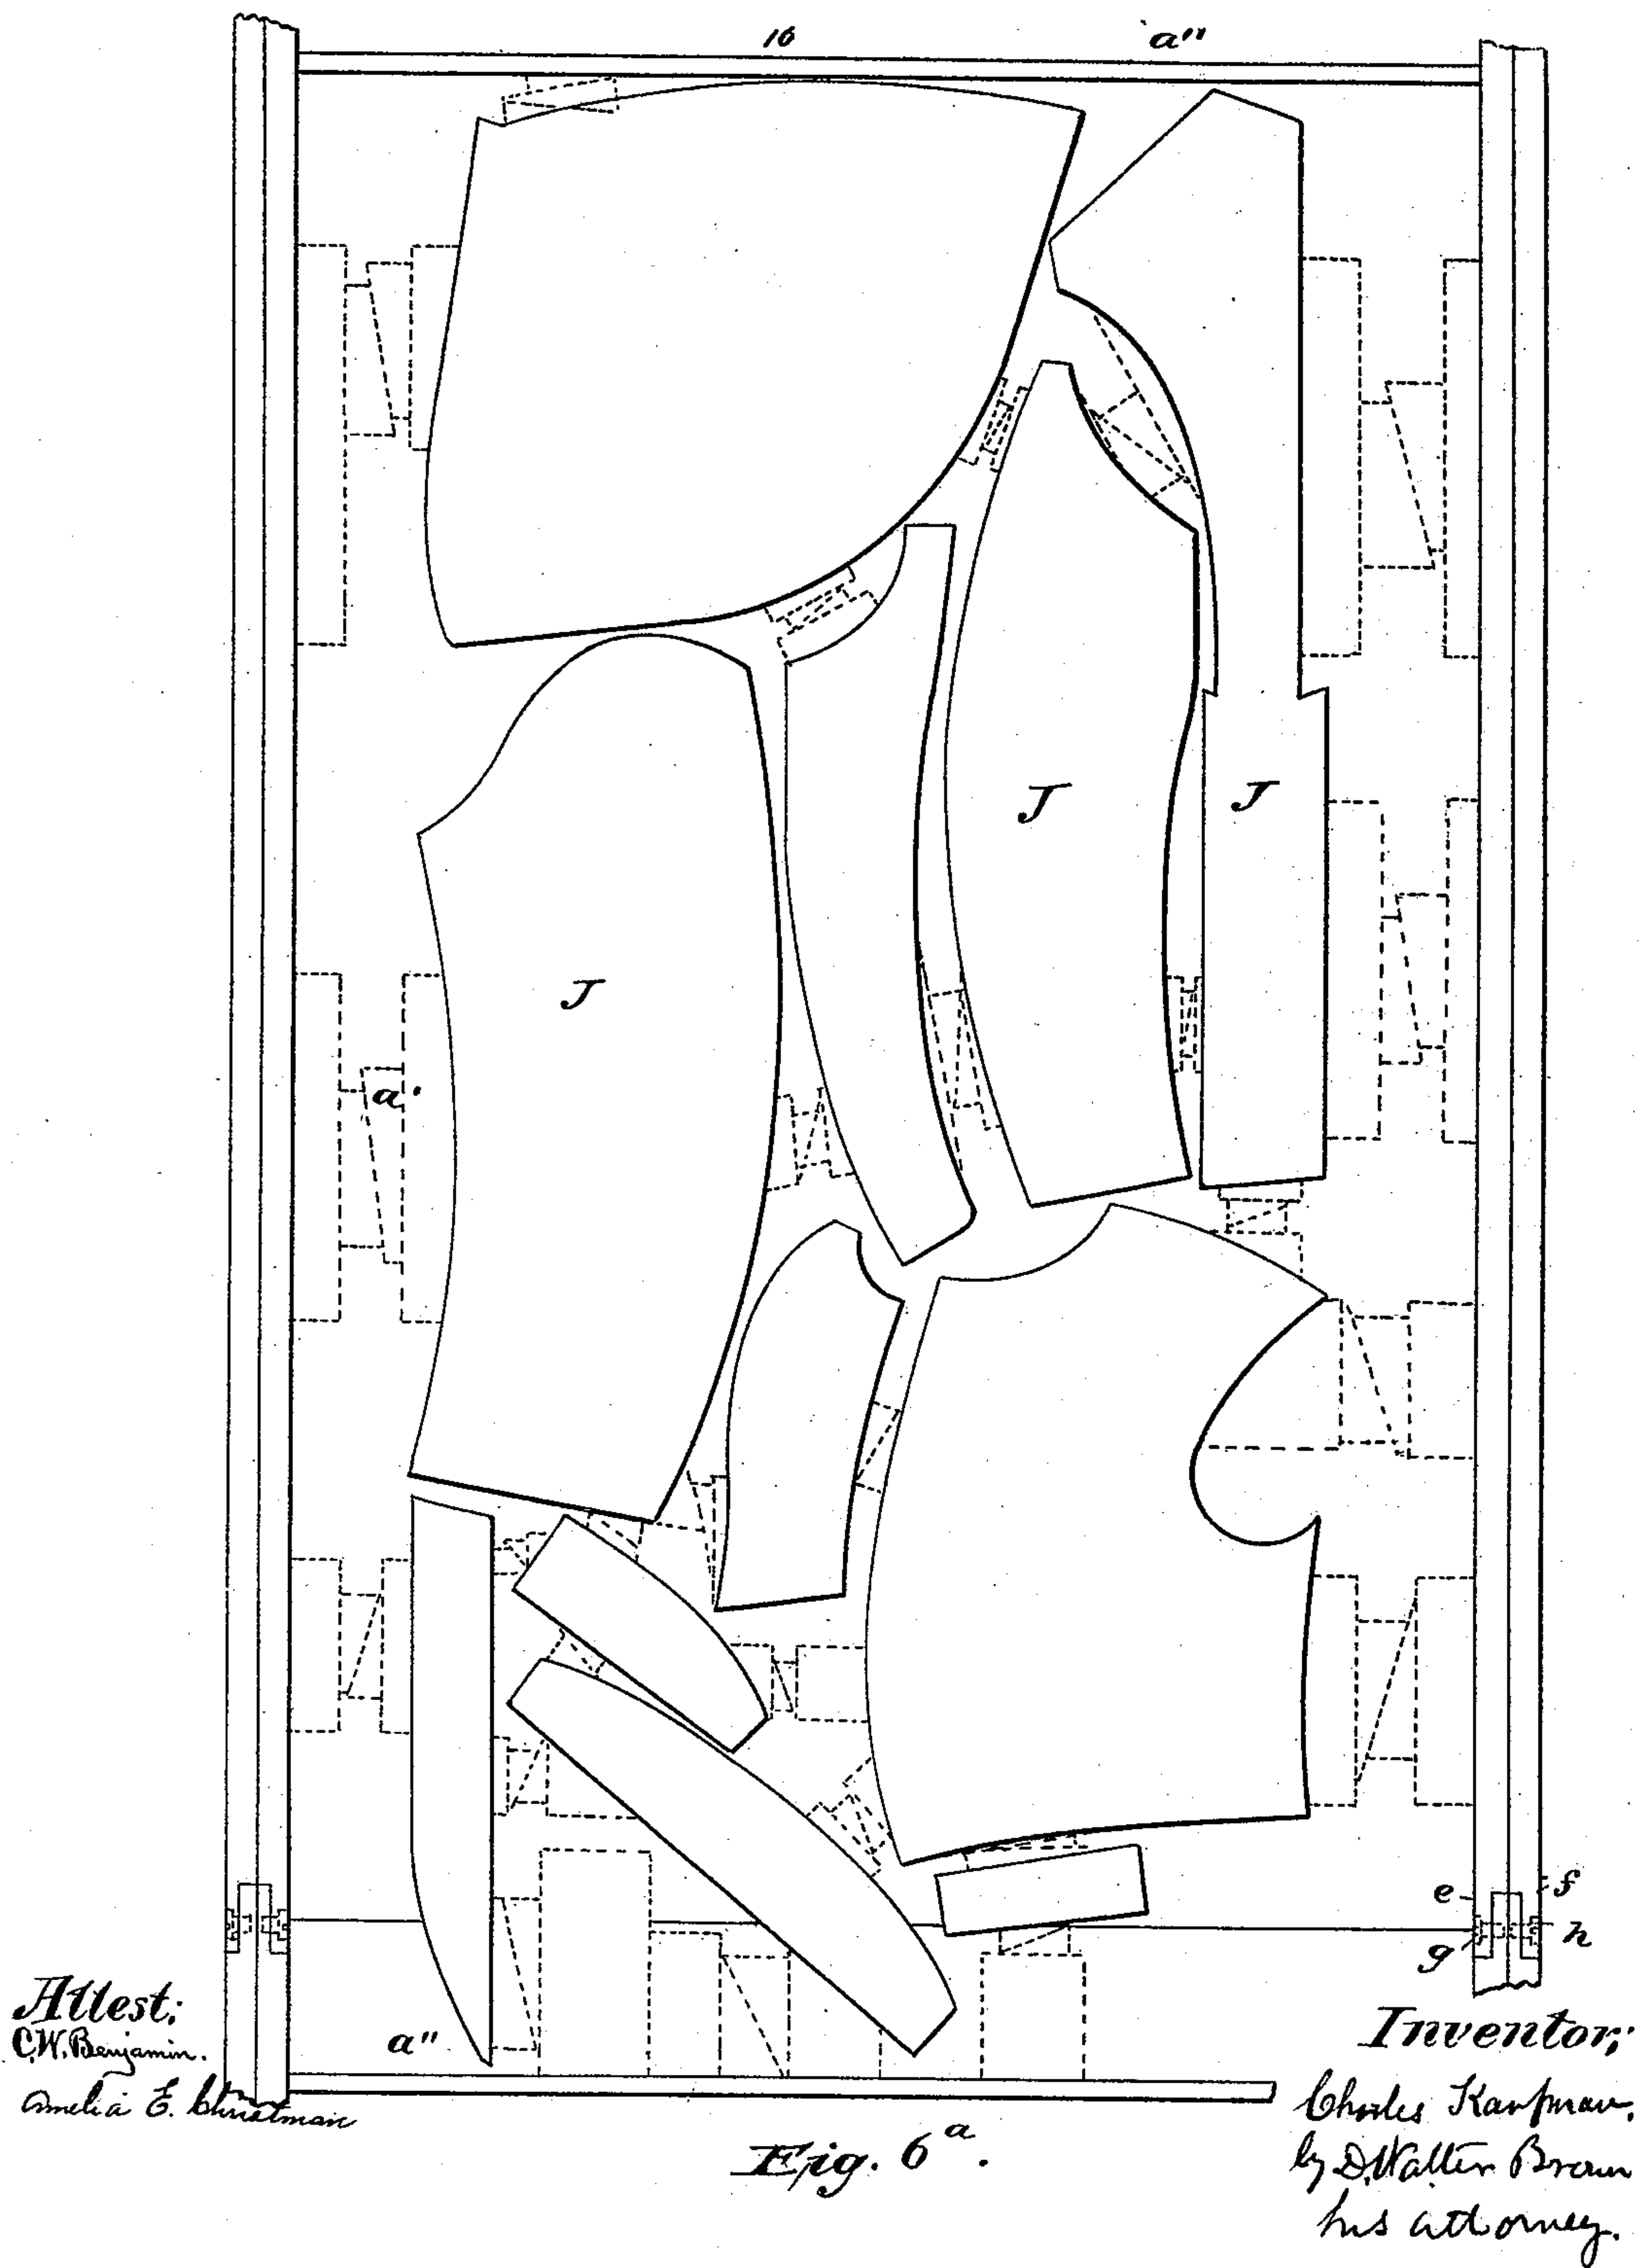 16 a''
J J
J
a'
e f
h
g
Attest:
C. W. Benjamin.
Amelia E. Christman
a''
Inventor;
Charles Kaufman.
by D. Walter Brown
his attorney.
Fig. 6a.